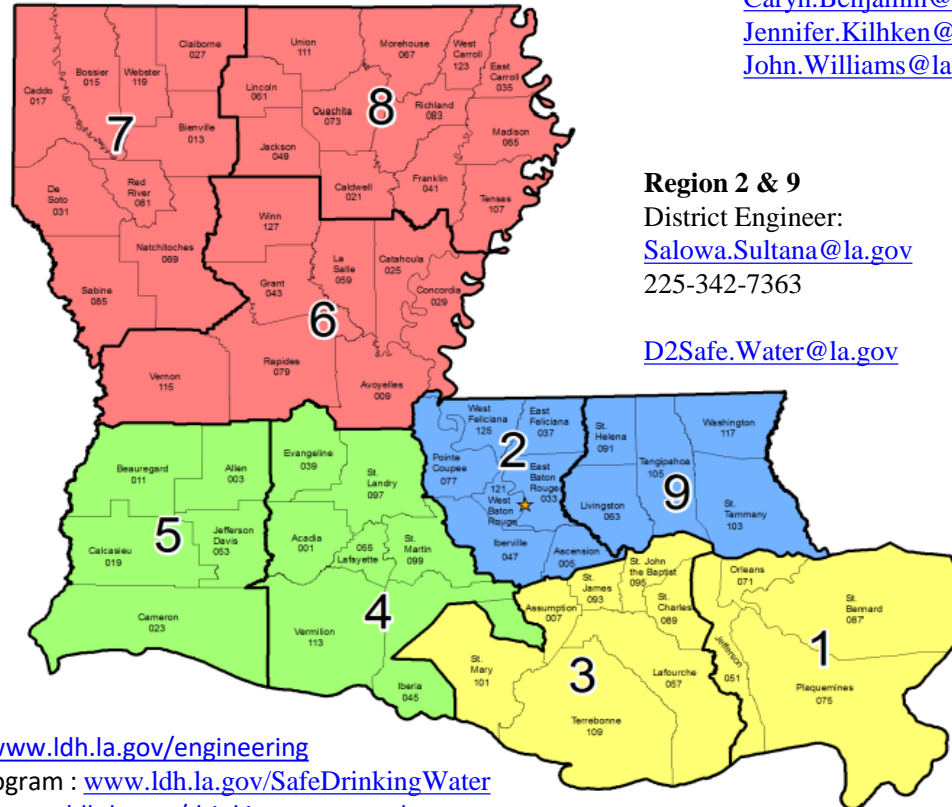 Caryn.Benjamin@
Jennifer.Kilhken@
John.Williams@la
Region 2 & 9
District Engineer:
Salowa.Sultana@la.gov
225-342-7363
D2Safe.Water@la.gov
7
Caddo
017
Bossier
015
Webster
119
Claiborne
027
Bienville
013
De
Soto
031
Red
River
081
Natchitoches
069
Sabine
085
8
Union
111
Morehouse
067
West
Carroll
123
East
Carroll
035
Lincoln
061
Ouachita
073
Richland
083
Madison
065
Jackson
049
Caldwell
021
Franklin
041
Tensas
107
6
Winn
127
Grant
043
La
Salle
059
Catahoula
025
Concordia
029
Vernon
115
Rapides
079
Avoyelles
009
5
Beauregard
011
Allen
003
Calcasieu
019
Jefferson
Davis
053
Cameron
023
4
Evangeline
039
St.
Landry
097
Acadia
001
055
Lafayette
St.
Martin
099
Vermilion
113
Iberia
045
2
West
Feliciana
125
East
Feliciana
037
Pointe
Coupee
077
121
West
Baton
Rouge
East
Baton
Rouge
033
Iberville
047
Ascension
005
9
St.
Helena
091
Tangipahoa
105
Washington
117
Livingston
063
St.
Tammany
103
3
Assumption
007
St.
James
093
St. John
the Baptist
095
St.
Charles
089
St.
Mary
101
Lafourche
057
Terrebonne
109
1
Orleans
071
St.
Bernard
087
Jefferson
051
Plaquemines
075
www.ldh.la.gov/engineering
ogram : www.ldh.la.gov/SafeDrinkingWater